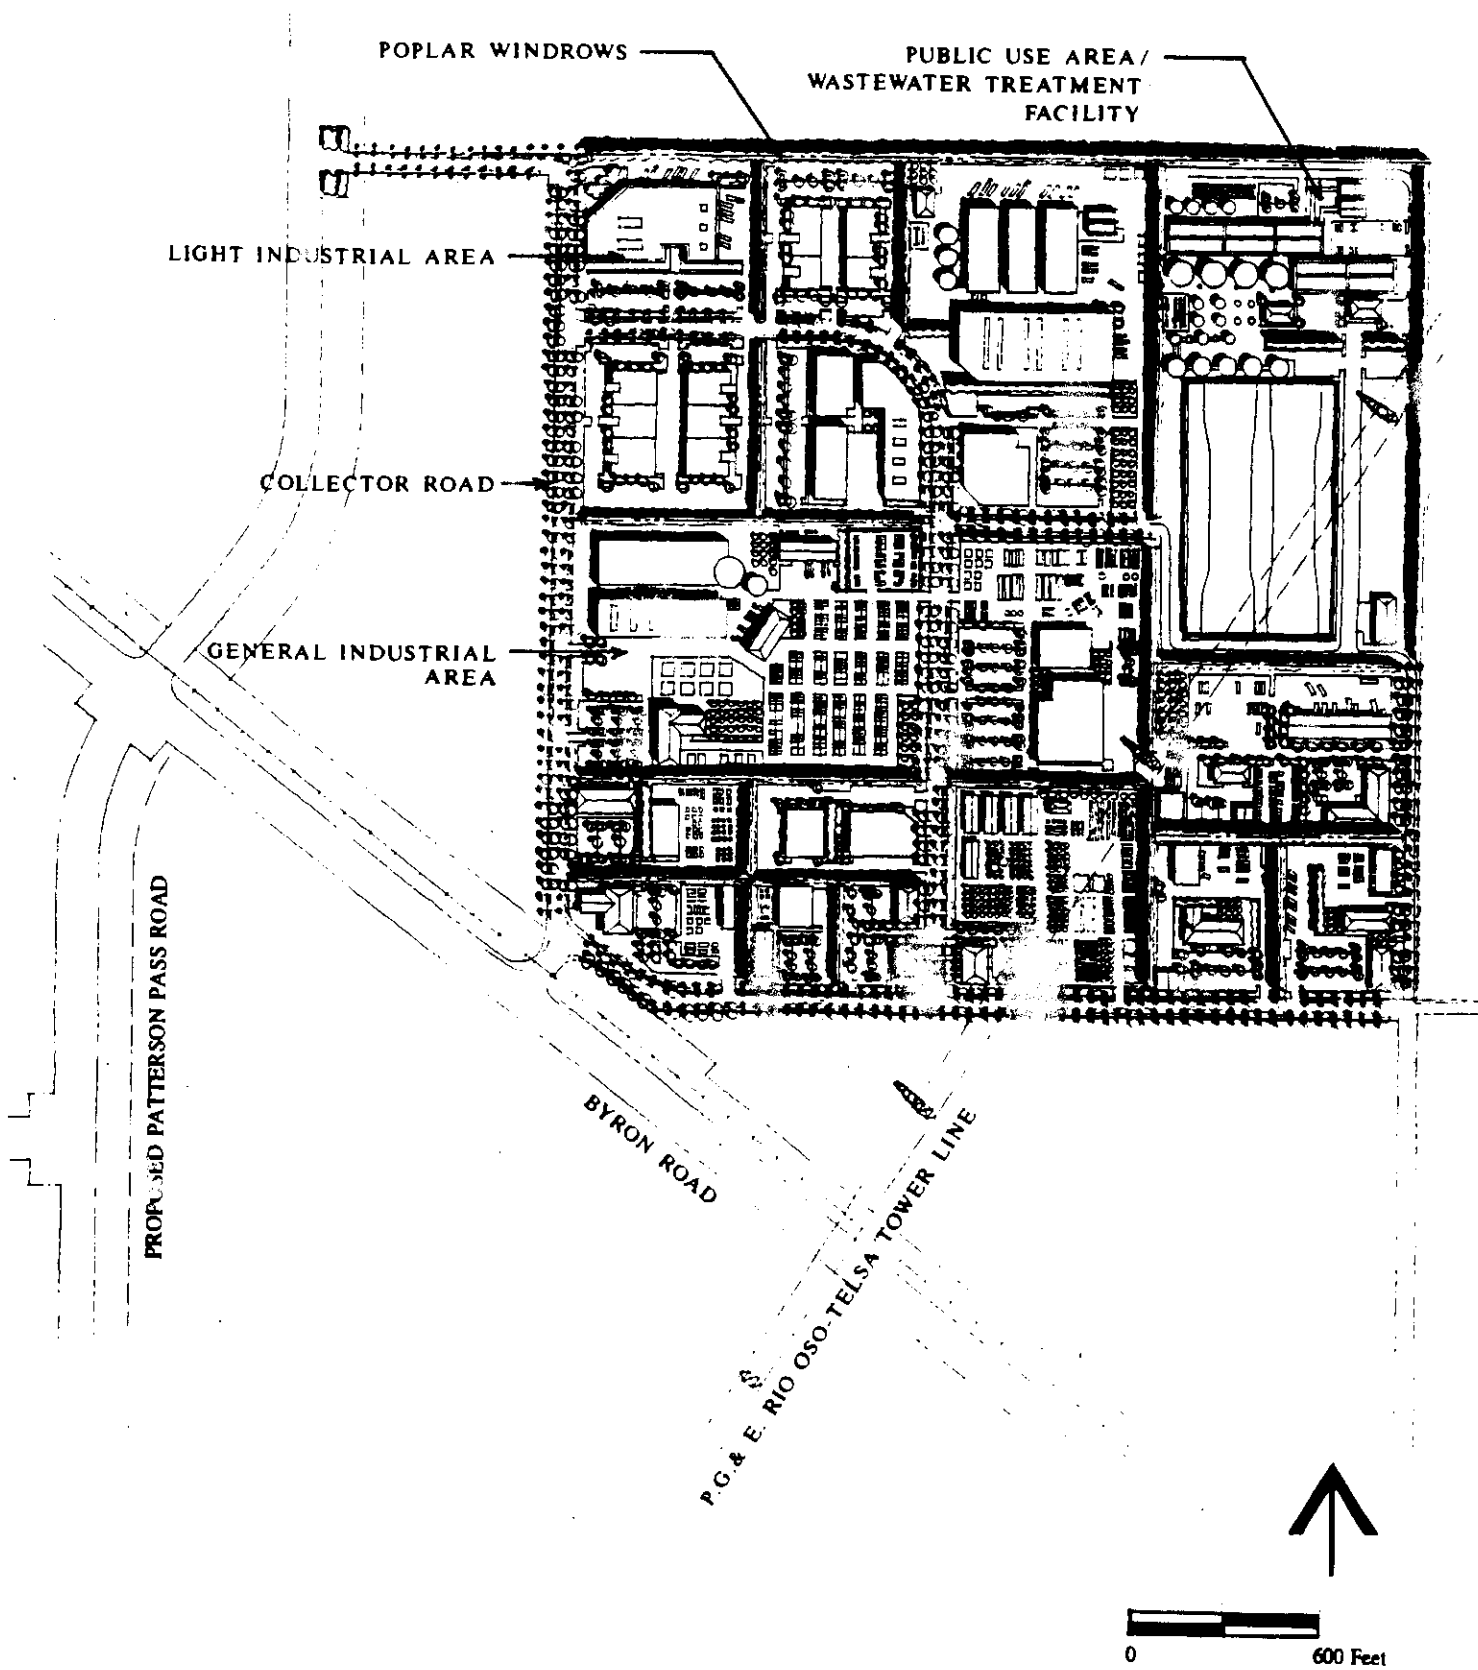 POPLAR WINDROWS
PUBLIC USE AREA/
WASTEWATER TREATMENT
FACILITY
LIGHT INDUSTRIAL AREA
COLLECTOR ROAD
GENERAL INDUSTRIAL
AREA
PROPOSED PATTERSON PASS ROAD
BYRON ROAD
P.G.& E. RIO OSO-TELSA TOWER LINE
0 600 Feet